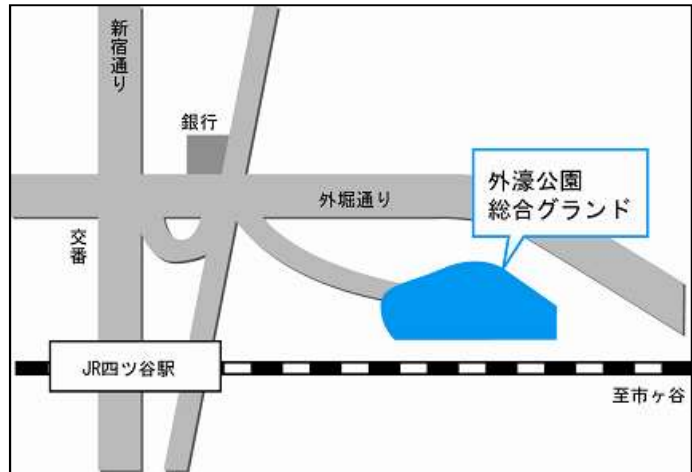 新宿通り
銀行
外濠公園
総合グランド
外堀通り
交番
JR四ツ谷駅
至市ヶ谷